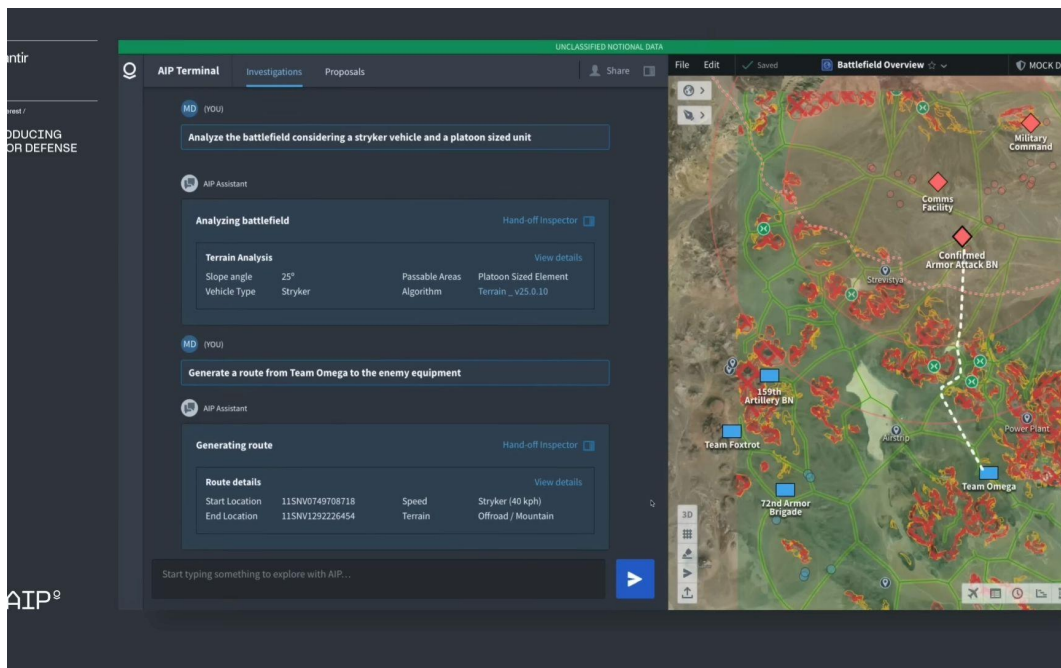 UNCLASSIFIED NOTIONAL DATA
antir
erest /
ODUCING
OR DEFENSE
AIPº
AIP Terminal
Investigations
Proposals
Share
MD (YOU)
Analyze the battlefield considering a stryker vehicle and a platoon sized unit
AIP Assistant
Analyzing battlefield
Hand-off Inspector
Terrain Analysis
View details
Slope angle 25º Passable Areas Platoon Sized Element
Vehicle Type Stryker Algorithm Terrain _ v25.0.10
MD (YOU)
Generate a route from Team Omega to the enemy equipment
AIP Assistant
Generating route
Hand-off Inspector
Route details
View details
Start Location 11SNV0749708718 Speed Stryker (40 kph)
End Location 11SNV1292226454 Terrain Offroad / Mountain
Start typing something to explore with AIP...
File Edit Saved Battlefield Overview MOCK D
Military
Command
Comms
Facility
Confirmed
Armor Attack BN
Strevistya
159th
Artillery BN
Team Foxtrot
Airstrip
Power Plant
Team Omega
72nd Armor
Brigade
3D